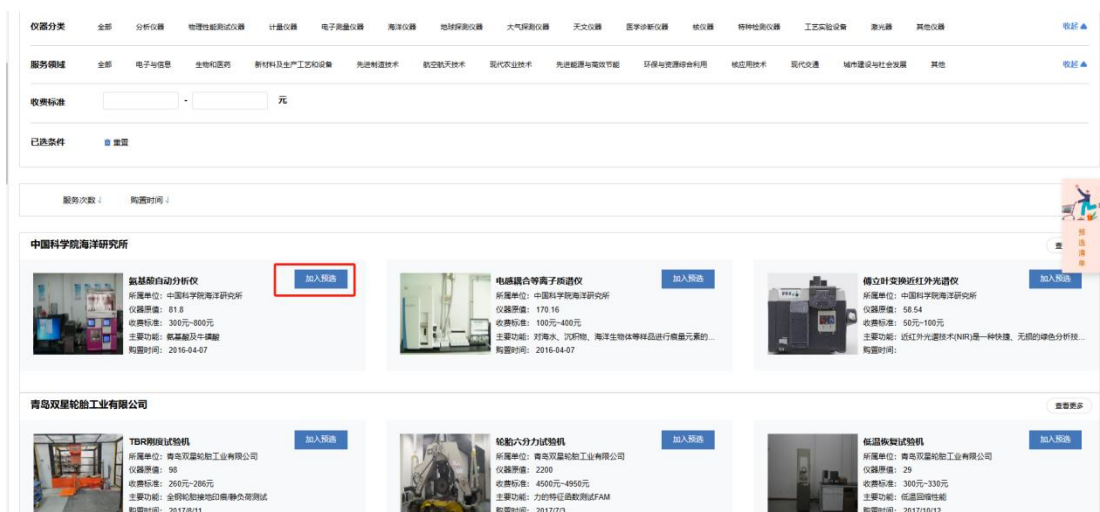 仪器分类 全部 分析仪器 物理性能测试仪器 计量仪器 电子测量仪器 海洋仪器 地球探测仪器 大气探测仪器 天文仪器 医学诊断仪器 核仪器 特种检测仪器 工艺实验设备 激光器 其他仪器 收起
服务领域 全部 电子与信息 生物和医药 新材料及生产工艺和设备 先进制造技术 航空航天技术 现代农业技术 先进能源与高效节能 环保与资源综合利用 核应用技术 现代交通 城市建设与社会发展 其他 收起
收费标准 - 元
已选条件 重置
服务次数 购置时间
预选清单
中国科学院海洋研究所 查
氨基酸自动分析仪 加入预选
所属单位：中国科学院海洋研究所
仪器原值：81.8
收费标准：300元~800元
主要功能：氨基酸及牛磺酸
购置时间：2016-04-07
电感耦合等离子质谱仪 加入预选
所属单位：中国科学院海洋研究所
仪器原值：170.16
收费标准：100元~400元
主要功能：对海水、沉积物、海洋生物体等样品进行痕量元素的...
购置时间：2016-04-07
傅立叶变换近红外光谱仪 加入预选
所属单位：中国科学院海洋研究所
仪器原值：58.54
收费标准：50元~100元
主要功能：近红外光谱技术(NIR)是一种快捷、无损的绿色分析技...
购置时间：
青岛双星轮胎工业有限公司 查看更多
TBR刚度试验机 加入预选
所属单位：青岛双星轮胎工业有限公司
仪器原值：98
收费标准：260元~286元
主要功能：全钢轮胎接地印痕/静负荷测试
购置时间：2017/8/11
轮胎六分力试验机 加入预选
所属单位：青岛双星轮胎工业有限公司
仪器原值：2200
收费标准：4500元~4950元
主要功能：力的特征函数测试FAM
购置时间：2017/7/3
低温恢复试验机 加入预选
所属单位：青岛双星轮胎工业有限公司
仪器原值：29
收费标准：300元~330元
主要功能：低温回缩性能
购置时间：2017/10/12